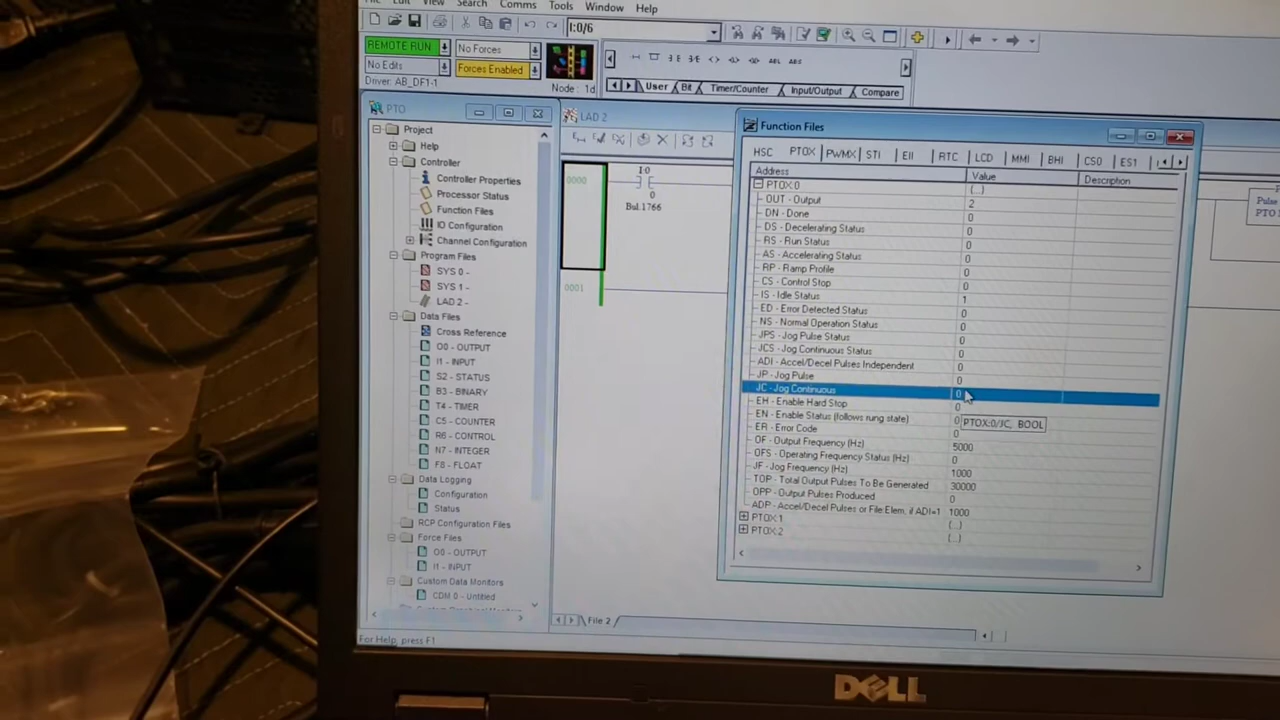 File Edit View Search Comms Tools Window Help
I:0/6
REMOTE RUN No Forces
No Edits Forces Enabled
Driver: AB_DF1-1 Node: 1d
User Bit Timer/Counter Input/Output Compare
PTO
Project
Help
Controller
Controller Properties
Processor Status
Function Files
IO Configuration
Channel Configuration
Program Files
SYS 0 -
SYS 1 -
LAD 2 -
Data Files
Cross Reference
O0 - OUTPUT
I1 - INPUT
S2 - STATUS
B3 - BINARY
T4 - TIMER
C5 - COUNTER
R6 - CONTROL
N7 - INTEGER
F8 - FLOAT
Data Logging
Configuration
Status
RCP Configuration Files
Force Files
O0 - OUTPUT
I1 - INPUT
Custom Data Monitors
CDM 0 - Untitled
For Help, press F1
LAD 2
0000
I:0
0
Bul.1766
0001
File 2
Pulse
PTO
Function Files
HSC PTOX PWMX STI EII RTC LCD MMI BHI CS0 ES1
Address Value Description
PTOX:0 {...}
OUT - Output 2
DN - Done 0
DS - Decelerating Status 0
RS - Run Status 0
AS - Accelerating Status 0
RP - Ramp Profile 0
CS - Control Stop 0
IS - Idle Status 1
ED - Error Detected Status 0
NS - Normal Operation Status 0
JPS - Jog Pulse Status 0
JCS - Jog Continuous Status 0
ADI - Accel/Decel Pulses Independent 0
JP - Jog Pulse 0
JC - Jog Continuous 0
EH - Enable Hard Stop 0
EN - Enable Status (follows rung state) 0
PTOX:0/JC, BOOL
ER - Error Code 0
OF - Output Frequency (Hz) 5000
OFS - Operating Frequency Status (Hz) 0
JF - Jog Frequency (Hz) 1000
TOP - Total Output Pulses To Be Generated 30000
OPP - Output Pulses Produced 0
ADP - Accel/Decel Pulses or File Elem. if ADI=1 1000
PTOX:1 {...}
PTOX:2 {...}
DELL